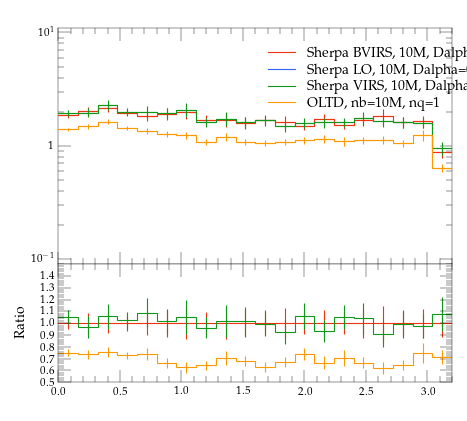 10¹
Sherpa BVIRS, 10M, Dalph
Sherpa LO, 10M, Dalpha=
Sherpa VIRS, 10M, Dalpha
OLTD, nb=10M, nq=1
1
10⁻¹
1.4
1.3
1.2
1.1
1.0
0.9
0.8
0.7
0.6
0.5
Ratio
0.0 0.5 1.0 1.5 2.0 2.5 3.0